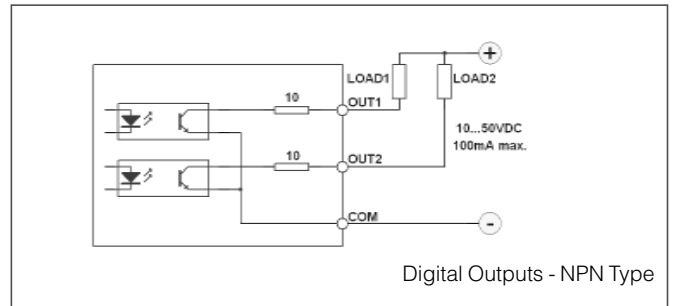 +
LOAD1
LOAD2
10
OUT1
10...50VDC
100mA max.
10
OUT2
COM
-
Digital Outputs - NPN Type